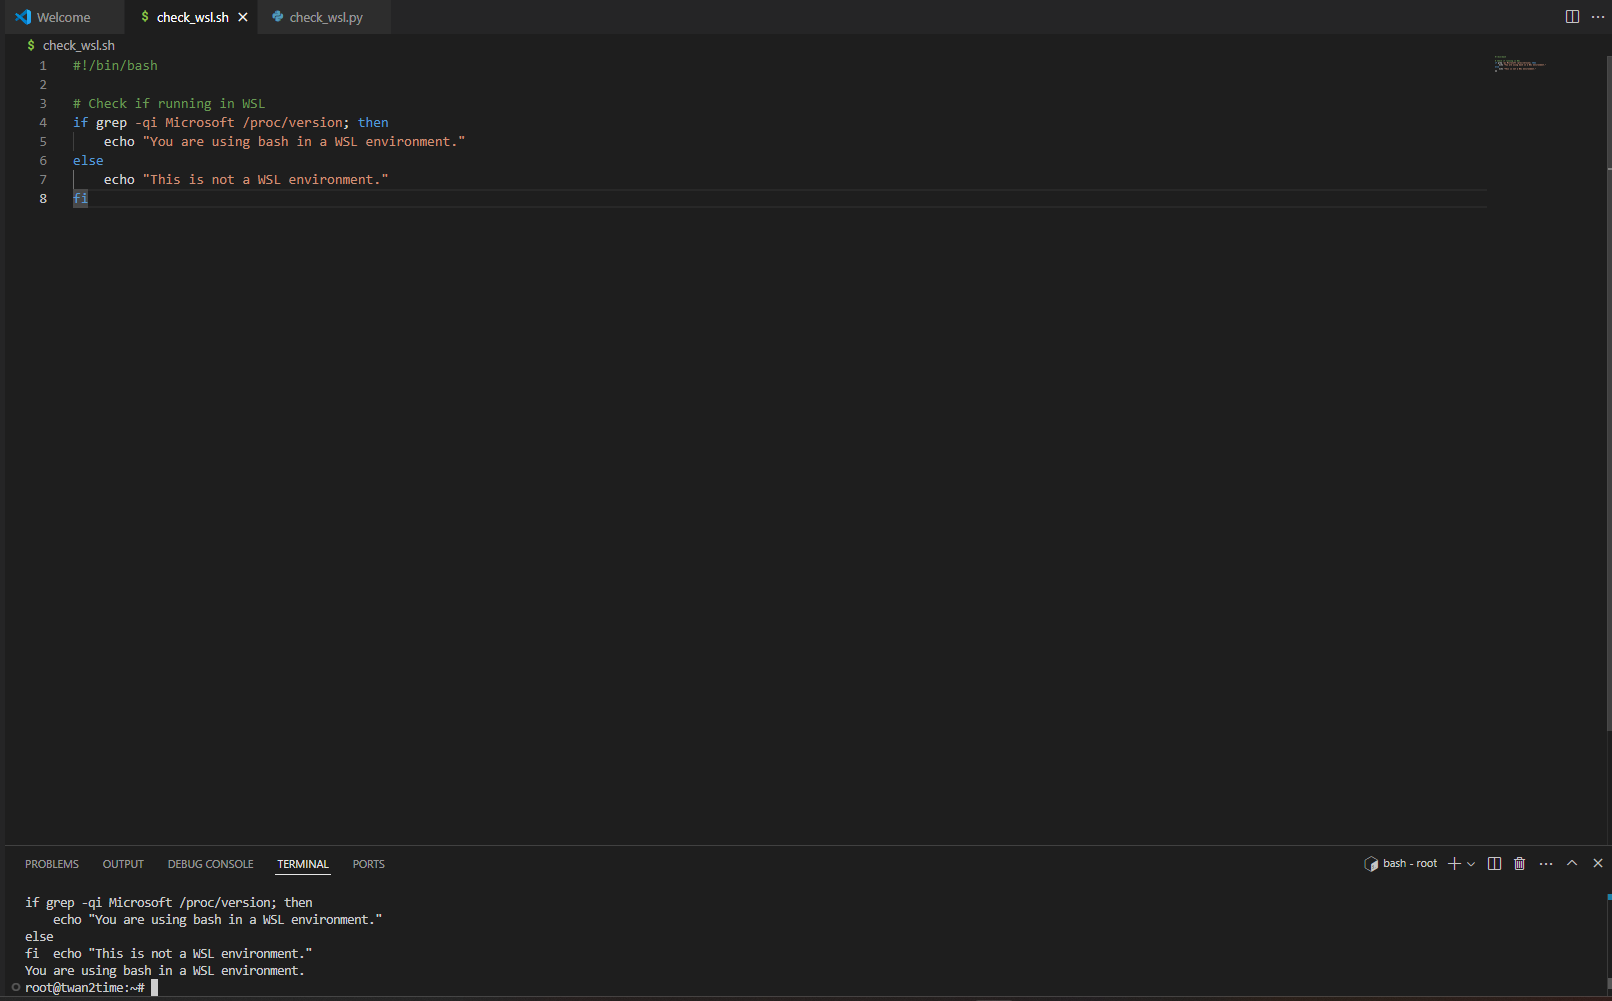 Welcome
$ check_wsl.sh
check_wsl.py
$ check_wsl.sh
1 #!/bin/bash
2
3 # Check if running in WSL
4 if grep -qi Microsoft /proc/version; then
5     echo "You are using bash in a WSL environment."
6 else
7     echo "This is not a WSL environment."
8 fi
PROBLEMS OUTPUT DEBUG CONSOLE TERMINAL PORTS
bash - root
if grep -qi Microsoft /proc/version; then
    echo "You are using bash in a WSL environment."
else
fi  echo "This is not a WSL environment."
You are using bash in a WSL environment.
root@twan2time:~#